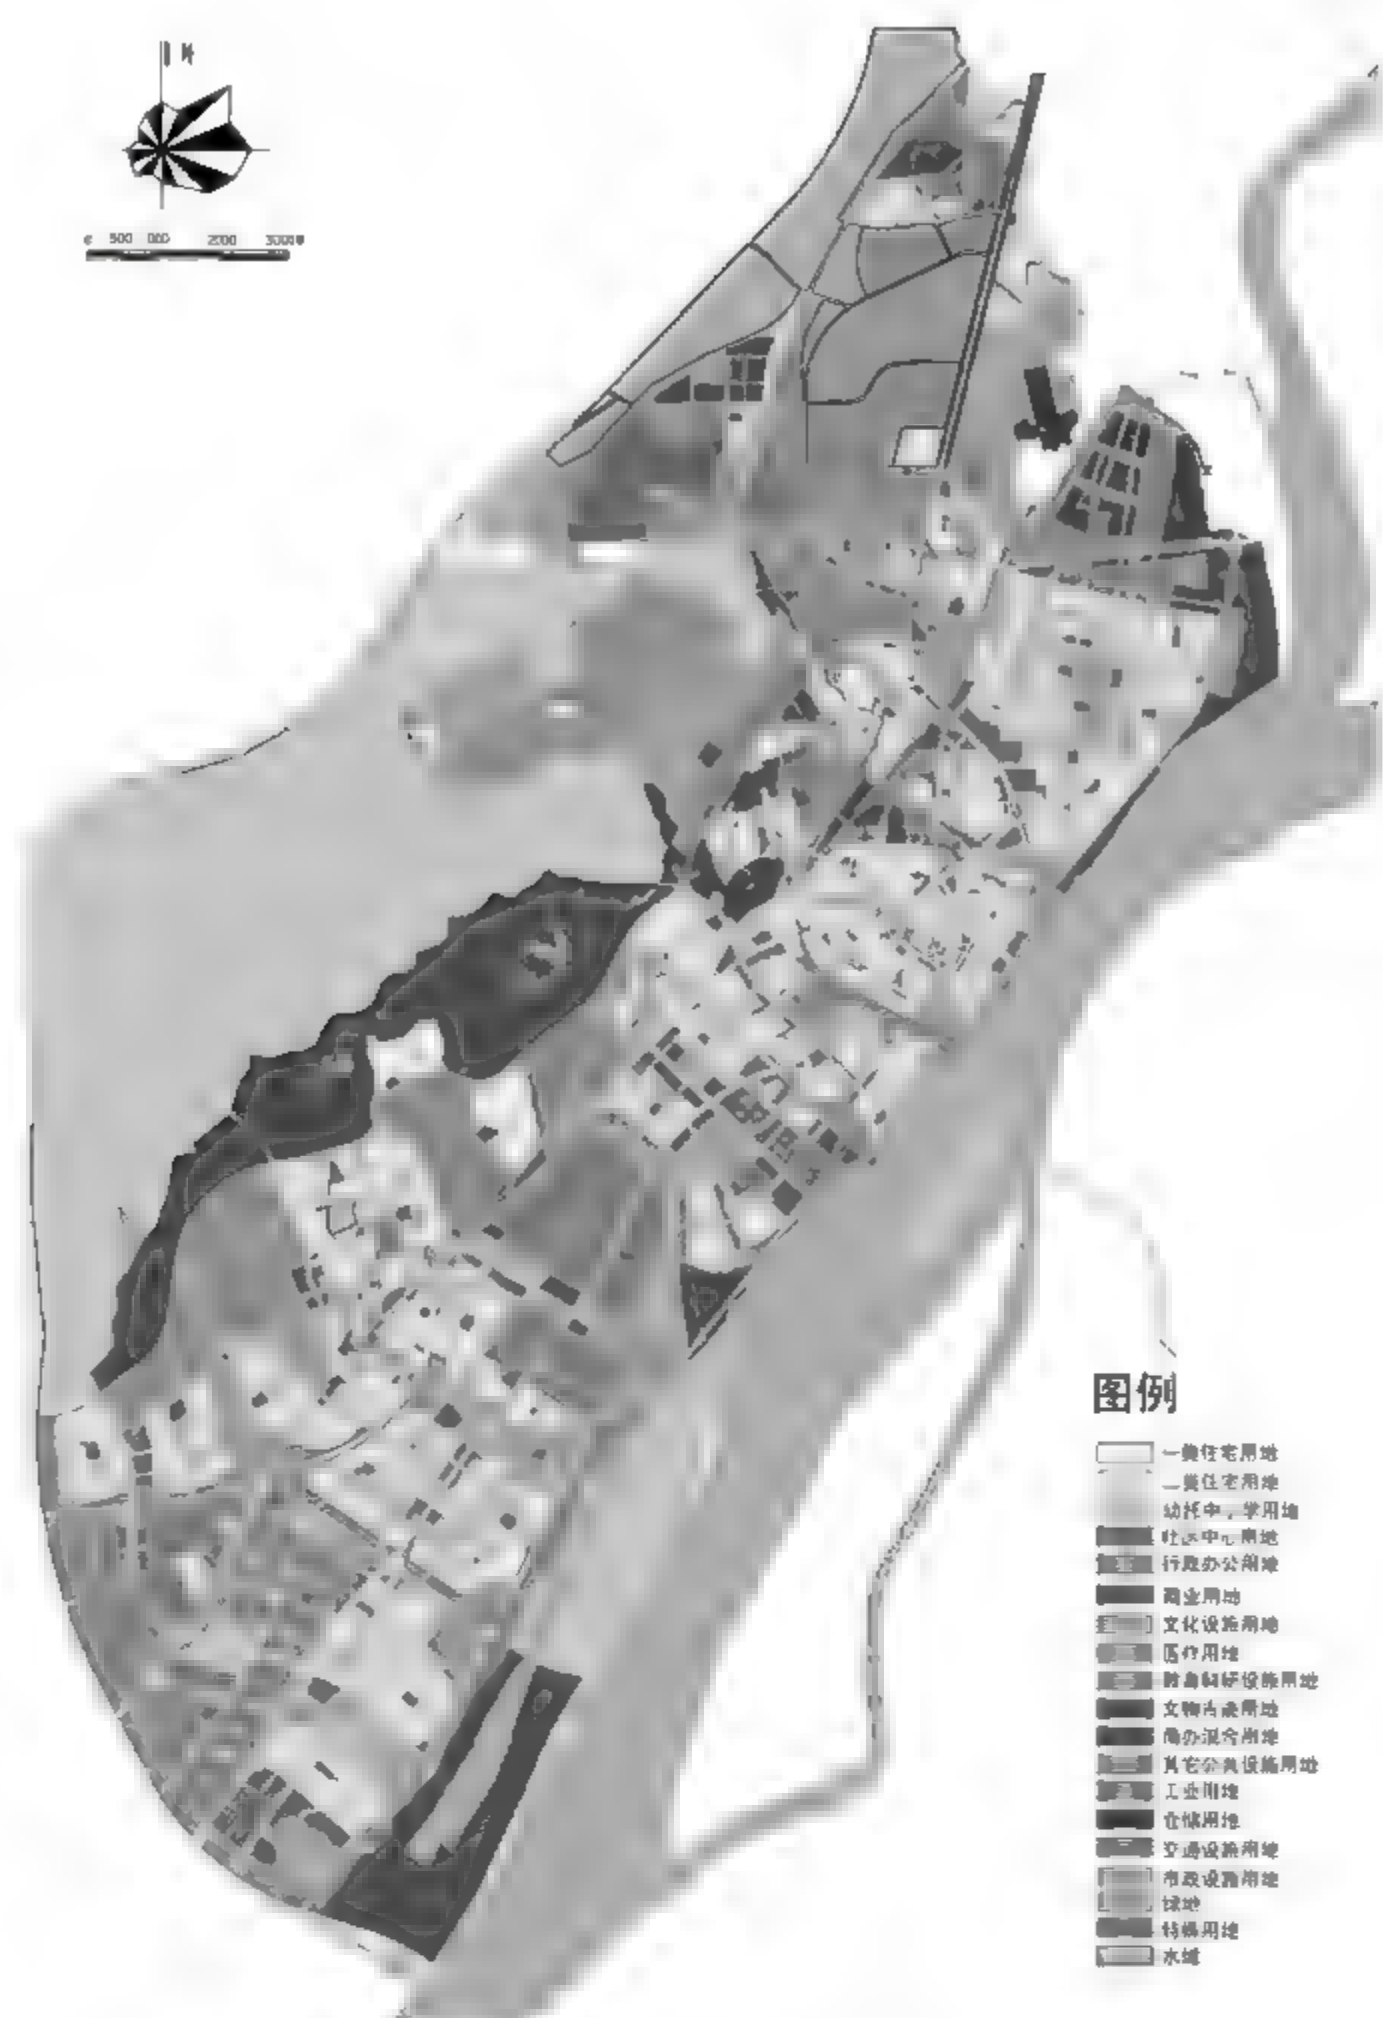 北
500
2000
图例
一类住宅用地
二类住宅用地
幼托中小学用地
社区中心用地
行政办公用地
商业用地
文化设施用地
医疗用地
教育科研设施用地
文物古迹用地
商办混合用地
其它公共设施用地
工业用地
仓储用地
交通设施用地
市政设施用地
绿地
特殊用地
水域